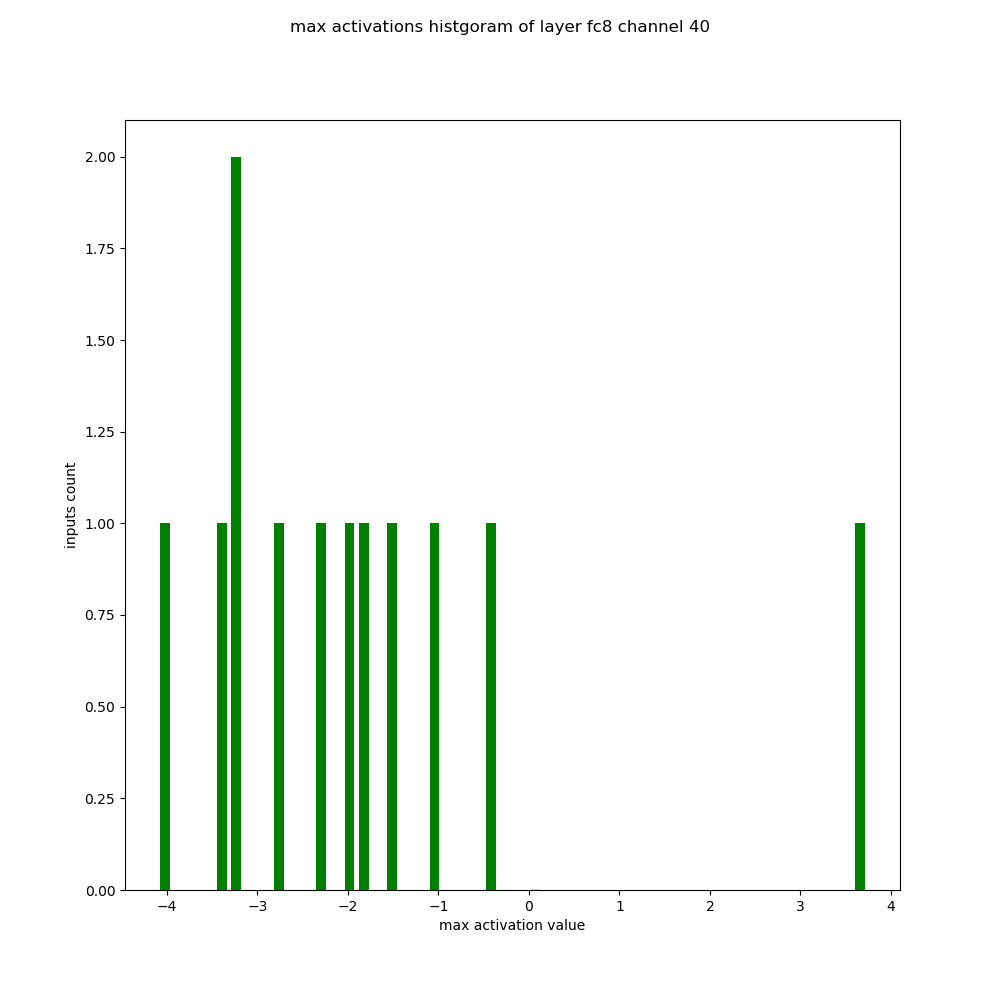 max activations histgoram of layer fc8 channel 40
2.00
1.75
1.50
1.25
1.00
0.75
0.50
0.25
0.00
inputs count
−4 −3 −2 −1 0 1 2 3 4
max activation value